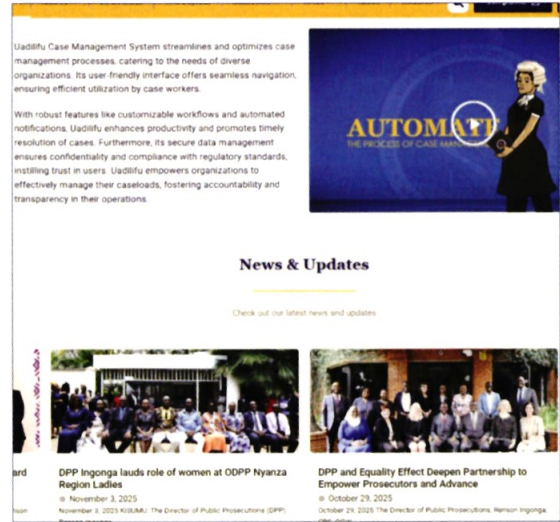 Uadilifu Case Management System streamlines and optimizes case
management processes, catering to the needs of diverse
organizations. Its user-friendly interface offers seamless navigation,
ensuring efficient utilization by case workers.
With robust features like customizable workflows and automated
notifications, Uadilifu enhances productivity and promotes timely
resolution of cases. Furthermore, its secure data management
ensures confidentiality and compliance with regulatory standards,
instilling trust in users. Uadilifu empowers organizations to
effectively manage their caseloads, fostering accountability and
transparency in their operations.
AUTOMATE
THE PROCESS OF CASE
News & Updates
Check out our latest news and updates
ard
DPP Ingonga lauds role of women at ODPP Nyanza
Region Ladies
November 3, 2025
November 3, 2025 KISUMU: The Director of Public Prosecutions (DPP),
DPP and Equality Effect Deepen Partnership to
Empower Prosecutors and Advance
October 29, 2025
October 29, 2025 The Director of Public Prosecutions, Renson Ingonga,